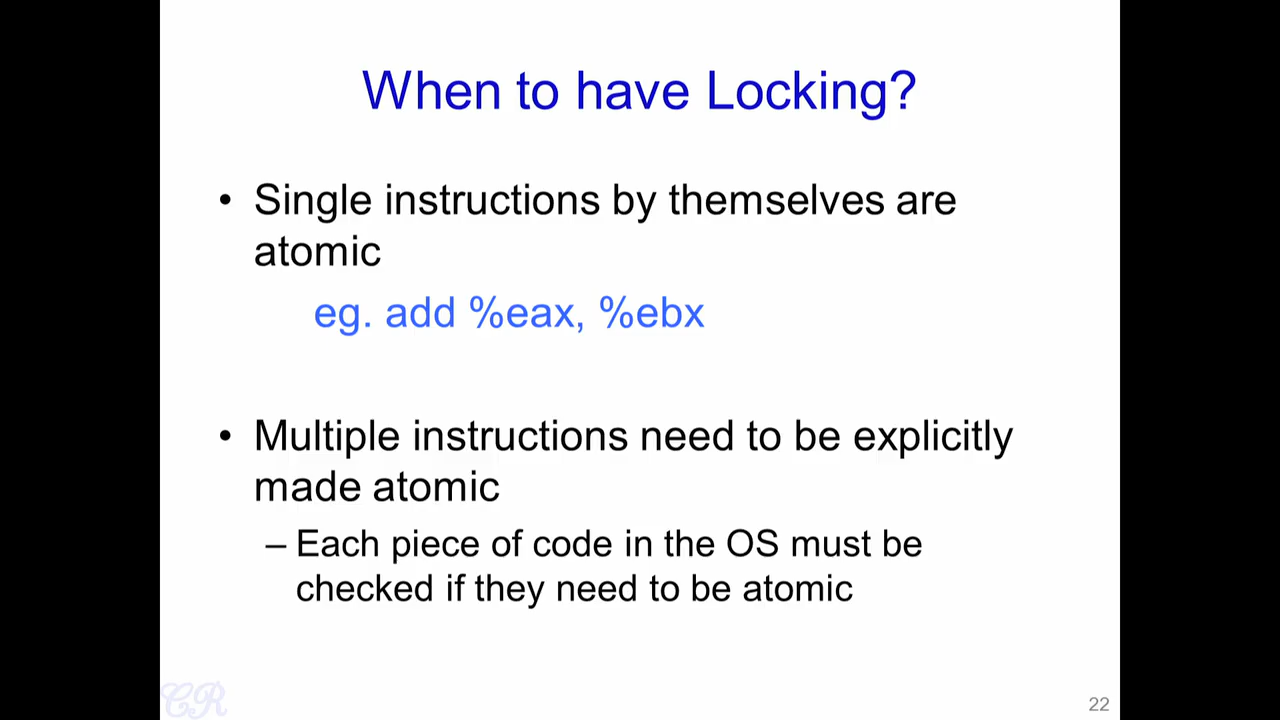 When to have Locking?
• Single instructions by themselves are
atomic
eg. add %eax, %ebx
• Multiple instructions need to be explicitly
made atomic
– Each piece of code in the OS must be
checked if they need to be atomic
CR
22